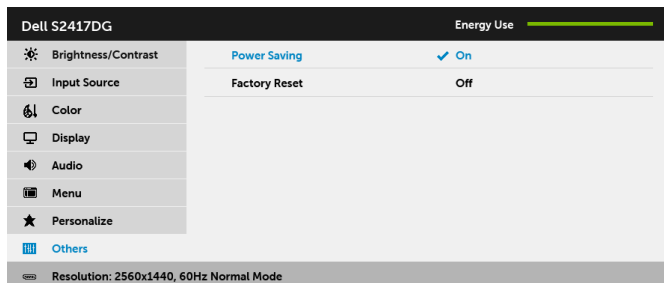 Dell S2417DG Energy Use
Brightness/Contrast Power Saving On
Input Source Factory Reset Off
Color
Display
Audio
Menu
Personalize
Others
Resolution: 2560x1440, 60Hz Normal Mode